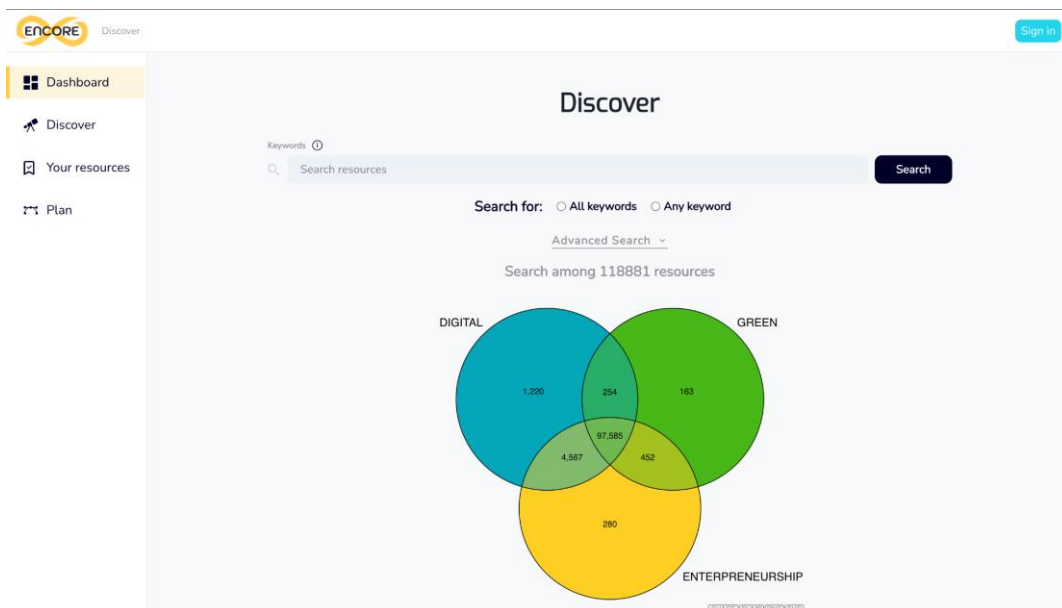 ENCORE
Discover
Sign in
Dashboard
Discover
Your resources
Plan
Discover
Keywords
Search resources
Search
Search for: All keywords Any keyword
Advanced Search
Search among 118881 resources
DIGITAL
GREEN
1,220
254
163
97,585
4,567
452
280
ENTERPRENEURSHIP